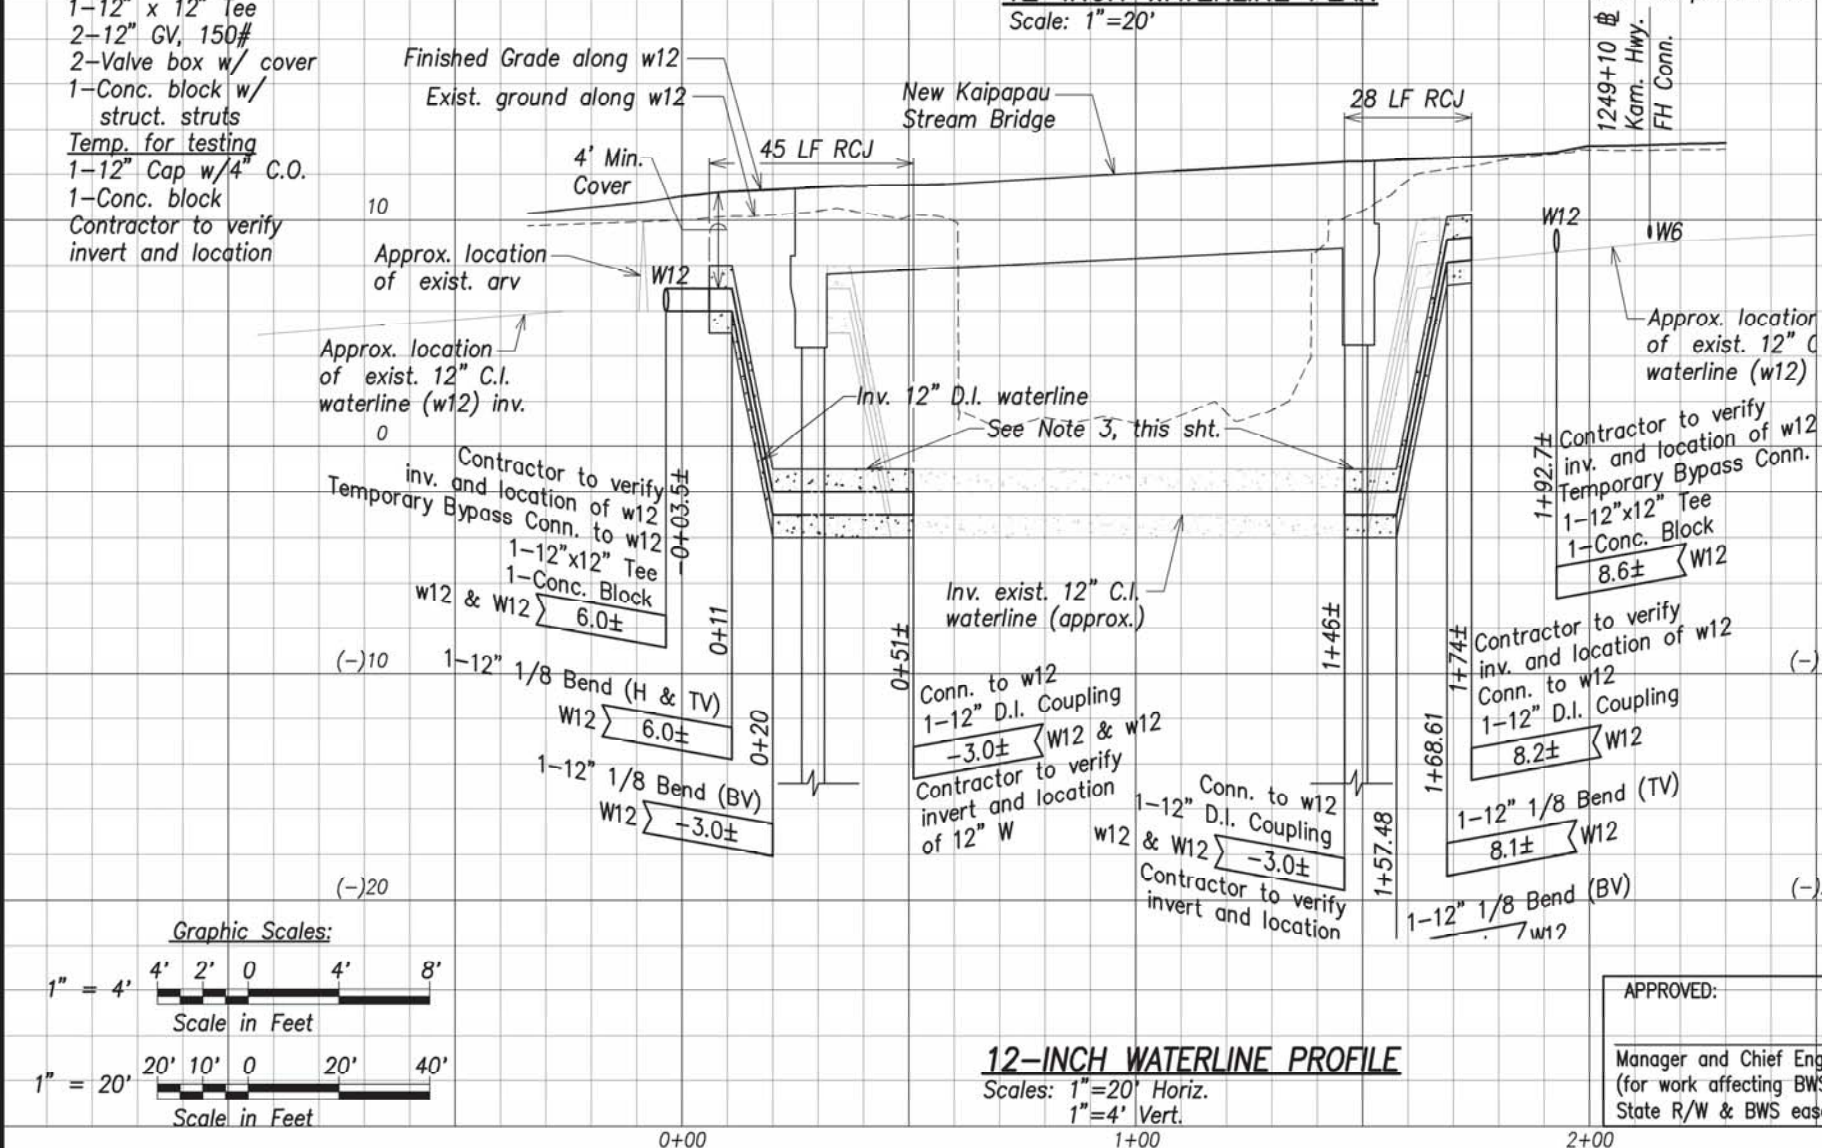 1-12" x 12" Tee
2-12" GV, 150#
2-Valve box w/ cover
1-Conc. block w/
struct. struts
Temp. for testing
1-12" Cap w/4" C.O.
1-Conc. block
Contractor to verify
invert and location
Scale: 1"=20'
Finished Grade along w12
Exist. ground along w12
4' Min.
Cover
45 LF RCJ
New Kaipapau
Stream Bridge
28 LF RCJ
1249+10 ⅊
Kam. Hwy.
FH Conn.
10
Approx. location
of exist. arv
W12
W12
W6
Approx. location
of exist. 12" C.I.
waterline (w12) inv.
Approx. location
of exist. 12" C
waterline (w12)
0
Inv. 12" D.I. waterline
See Note 3, this sht.
Contractor to verify
inv. and location of w12
Temporary Bypass Conn. to w12
1-12"x12" Tee
1-Conc. Block
w12 & W12
6.0±
-0+03.5±
1+92.7±
Contractor to verify
inv. and location of w12
Temporary Bypass Conn.
1-12"x12" Tee
1-Conc. Block
8.6±
W12
Inv. exist. 12" C.I.
waterline (approx.)
0+11
(-)10
1-12" 1/8 Bend (H & TV)
W12
6.0±
0+20
1-12" 1/8 Bend (BV)
W12
-3.0±
0+51±
Conn. to w12
1-12" D.I. Coupling
-3.0±
W12 & w12
Contractor to verify
invert and location
of 12" W
1+46±
Conn. to w12
1-12" D.I. Coupling
w12 & W12
-3.0±
Contractor to verify
invert and location
1+74±
Contractor to verify
inv. and location of w12
Conn. to w12
1-12" D.I. Coupling
8.2±
W12
(-)
1+68.61
1-12" 1/8 Bend (TV)
8.1±
W12
1+57.48
1-12" 1/8 Bend (BV)
W12
(-)20
(-)
Graphic Scales:
1" = 4'
4' 2' 0 4' 8'
Scale in Feet
1" = 20'
20' 10' 0 20' 40'
Scale in Feet
12-INCH WATERLINE PROFILE
Scales: 1"=20' Horiz.
1"=4' Vert.
APPROVED:
Manager and Chief Eng
(for work affecting BWS
State R/W & BWS eas
0+00
1+00
2+00